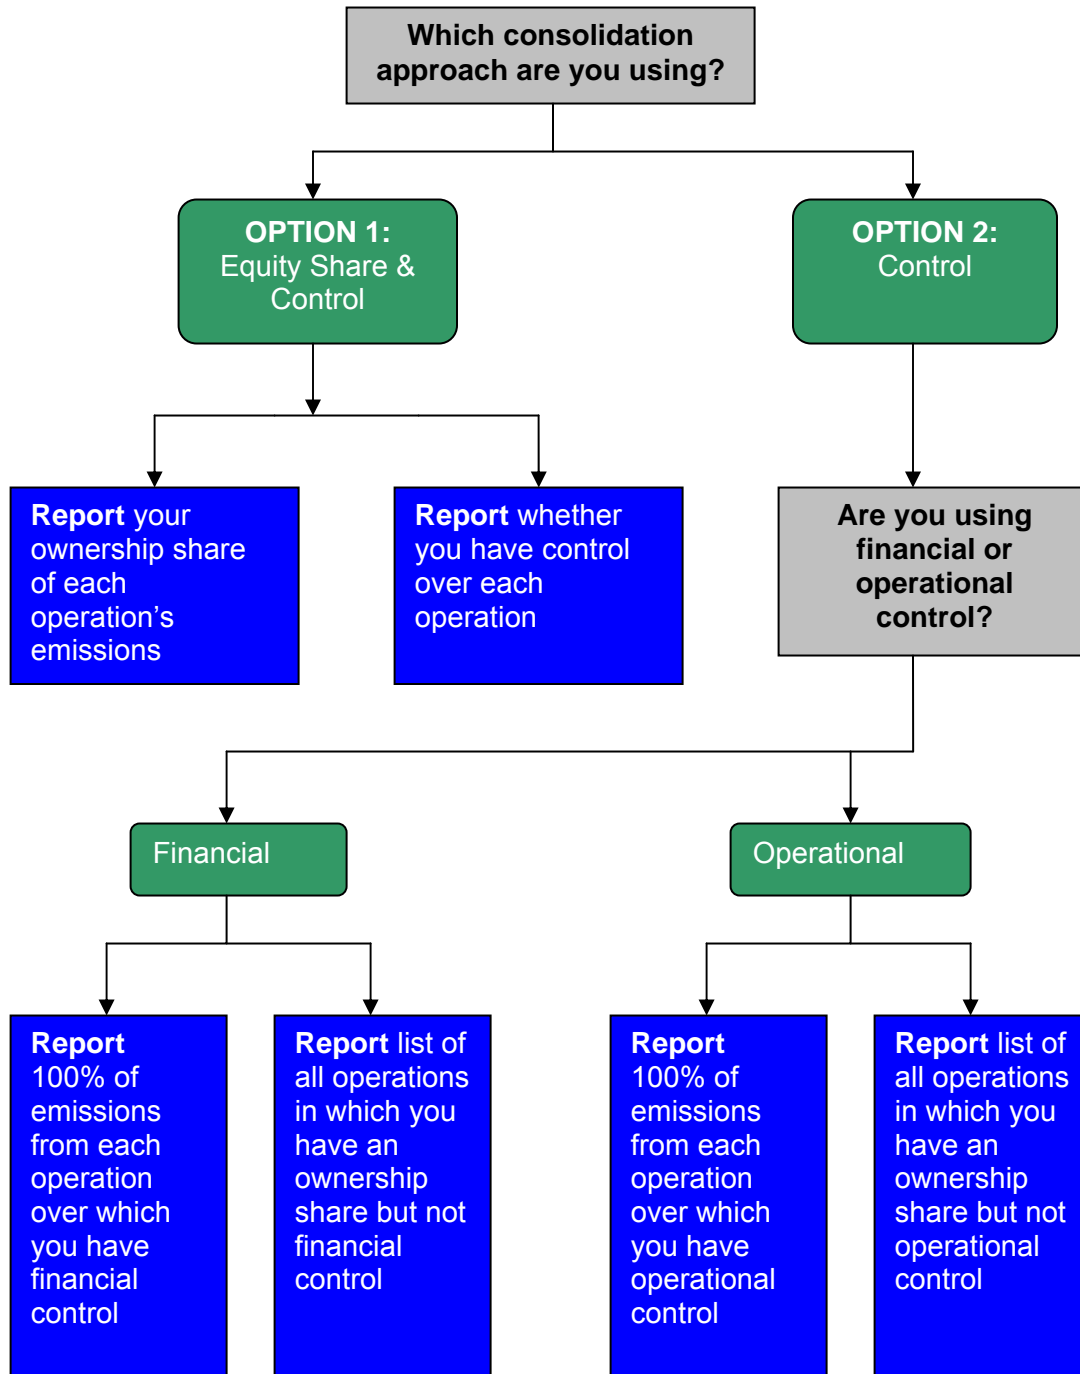 Which consolidation
approach are you using?
OPTION 1:
Equity Share &
Control
OPTION 2:
Control
Report your
ownership share
of each
operation’s
emissions
Report whether
you have control
over each
operation
Are you using
financial or
operational
control?
Financial
Operational
Report
100% of
emissions
from each
operation
over which
you have
financial
control
Report list of
all operations
in which you
have an
ownership
share but not
financial
control
Report
100% of
emissions
from each
operation
over which
you have
operational
control
Report list of
all operations
in which you
have an
ownership
share but not
operational
control